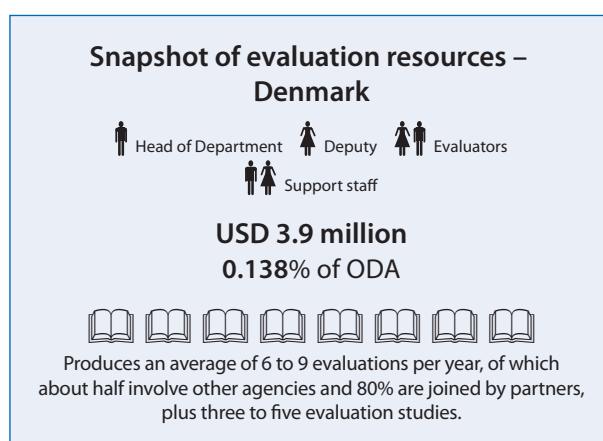 Snapshot of evaluation resources –
Denmark
Head of Department Deputy Evaluators
Support staff
USD 3.9 million
0.138% of ODA
Produces an average of 6 to 9 evaluations per year, of which
about half involve other agencies and 80% are joined by partners,
plus three to five evaluation studies.